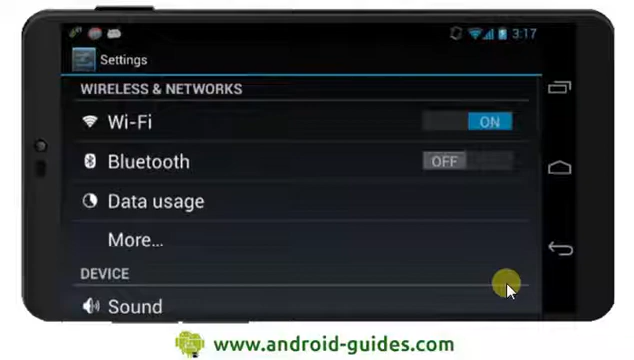 3:17
Settings
WIRELESS & NETWORKS
Wi-Fi ON
Bluetooth OFF
Data usage
More...
DEVICE
Sound
www.android-guides.com